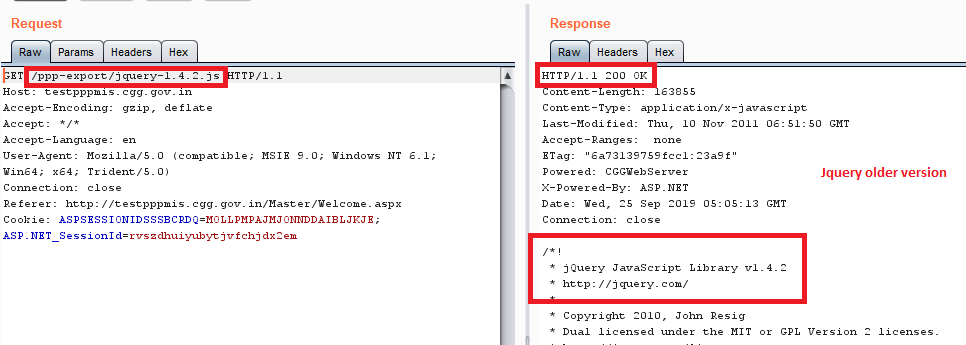 Request
Raw Params Headers Hex
GET /ppp-export/jquery-1.4.2.js HTTP/1.1
Host: testpppmis.cgg.gov.in
Accept-Encoding: gzip, deflate
Accept: */*
Accept-Language: en
User-Agent: Mozilla/5.0 (compatible; MSIE 9.0; Windows NT 6.1;
Win64; x64; Trident/5.0)
Connection: close
Referer: http://testpppmis.cgg.gov.in/Master/Welcome.aspx
Cookie: ASPSESSIONIDSSSBCRDQ=MOLLPMPAJMJONNDDAIBLJKJE;
ASP.NET_SessionId=rvszdhuiyubytjvfchjdx2em
Response
Raw Headers Hex
HTTP/1.1 200 OK
Content-Length: 163855
Content-Type: application/x-javascript
Last-Modified: Thu, 10 Nov 2011 06:51:50 GMT
Accept-Ranges: none
ETag: "6a73139759fcc1:23a9f"
Powered: CGGWebServer
X-Powered-By: ASP.NET
Date: Wed, 25 Sep 2019 05:05:13 GMT
Connection: close
Jquery older version
/*!
* jQuery JavaScript Library v1.4.2
* http://jquery.com/
*
* Copyright 2010, John Resig
* Dual licensed under the MIT or GPL Version 2 licenses.